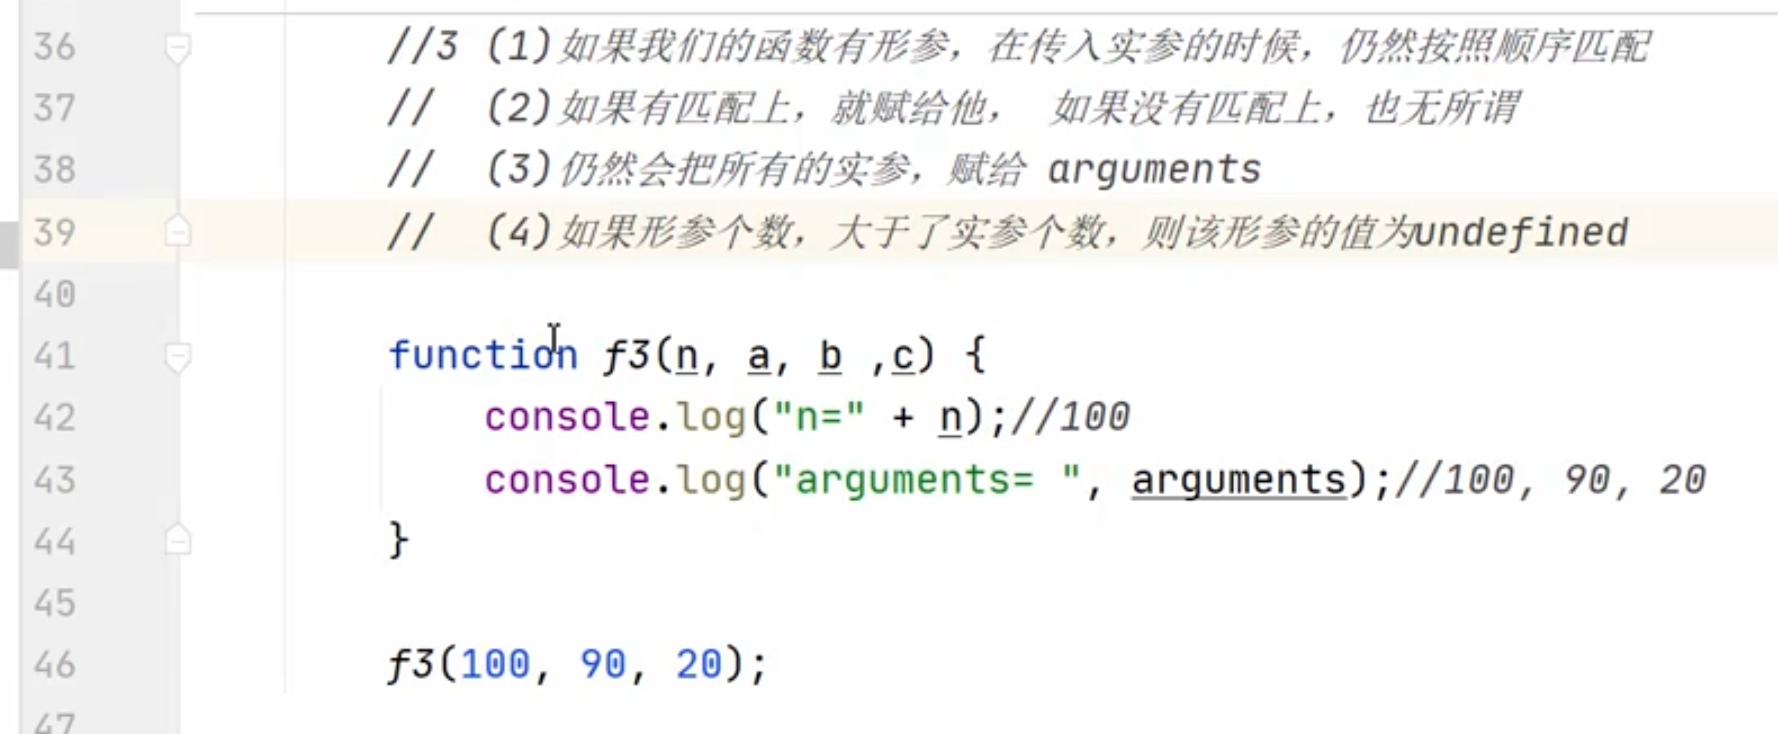 36 //3 (1)如果我们的函数有形参，在传入实参的时候，仍然按照顺序匹配
37 //  (2)如果有匹配上，就赋给他， 如果没有匹配上，也无所谓
38 //  (3)仍然会把所有的实参，赋给 arguments
39 //  (4)如果形参个数，大于了实参个数，则该形参的值为undefined
40
41 function f3(n, a, b ,c) {
42     console.log("n=" + n);//100
43     console.log("arguments= ", arguments);//100, 90, 20
44 }
45
46 f3(100, 90, 20);
47